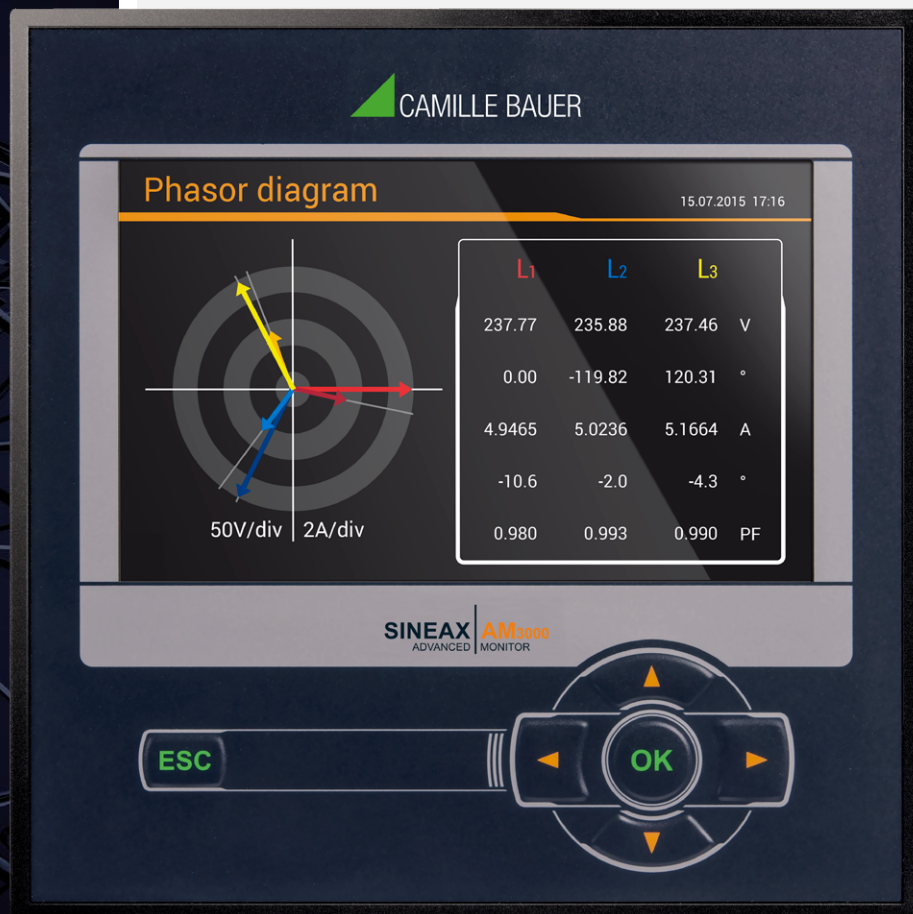 CAMILLE BAUER
Phasor diagram
15.07.2015 17:16
L1 L2 L3
237.77 235.88 237.46 V
0.00 -119.82 120.31 °
4.9465 5.0236 5.1664 A
-10.6 -2.0 -4.3 °
0.980 0.993 0.990 PF
50V/div 2A/div
SINEAX AM3000
ADVANCED MONITOR
ESC
OK